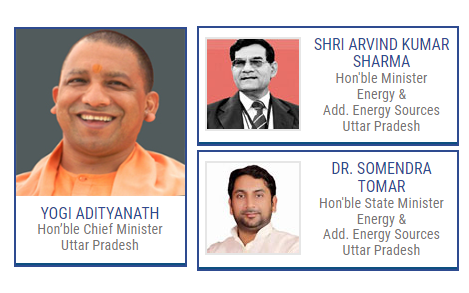 YOGI ADITYANATH
Hon'ble Chief Minister
Uttar Pradesh
SHRI ARVIND KUMAR
SHARMA
Hon'ble Minister
Energy &
Add. Energy Sources
Uttar Pradesh
DR. SOMENDRA
TOMAR
Hon'ble State Minister
Energy &
Add. Energy Sources
Uttar Pradesh